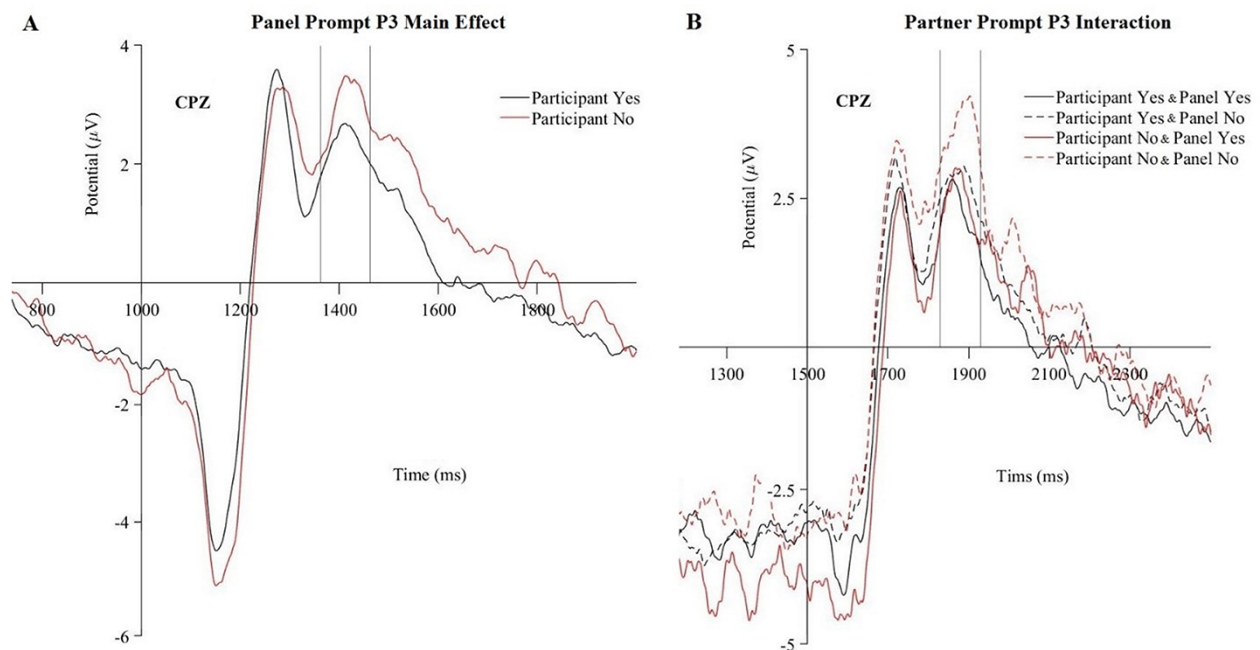 A
Panel Prompt P3 Main Effect
4
CPZ
Participant Yes
Participant No
Potential (µV)
2
800
1000
1200
1400
1600
1800
-2
Time (ms)
-4
-6
B
Partner Prompt P3 Interaction
5
CPZ
Participant Yes & Panel Yes
Participant Yes & Panel No
Participant No & Panel Yes
Participant No & Panel No
Potential (µV)
2.5
1300
1500
1700
1900
2100
2300
Tims (ms)
-2.5
-5